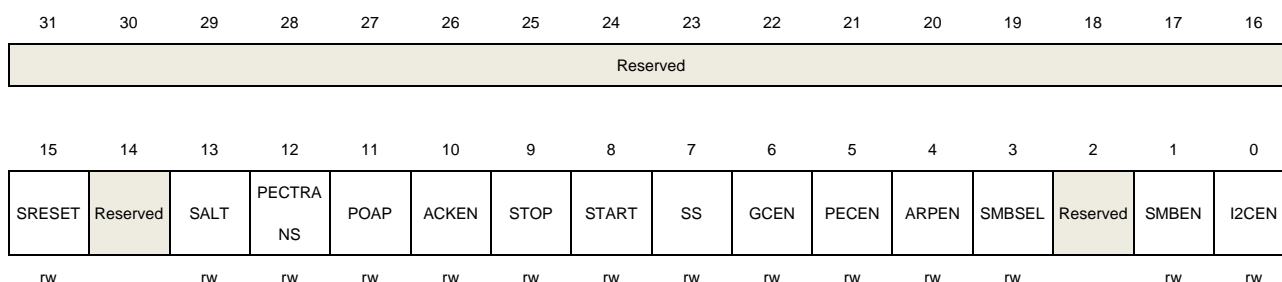 31 30 29 28 27 26 25 24 23 22 21 20 19 18 17 16
Reserved
15 14 13 12 11 10 9 8 7 6 5 4 3 2 1 0
SRESET Reserved SALT PECTRA NS POAP ACKEN STOP START SS GCEN PECEN ARPEN SMBSEL Reserved SMBEN I2CEN
rw rw rw rw rw rw rw rw rw rw rw rw rw rw